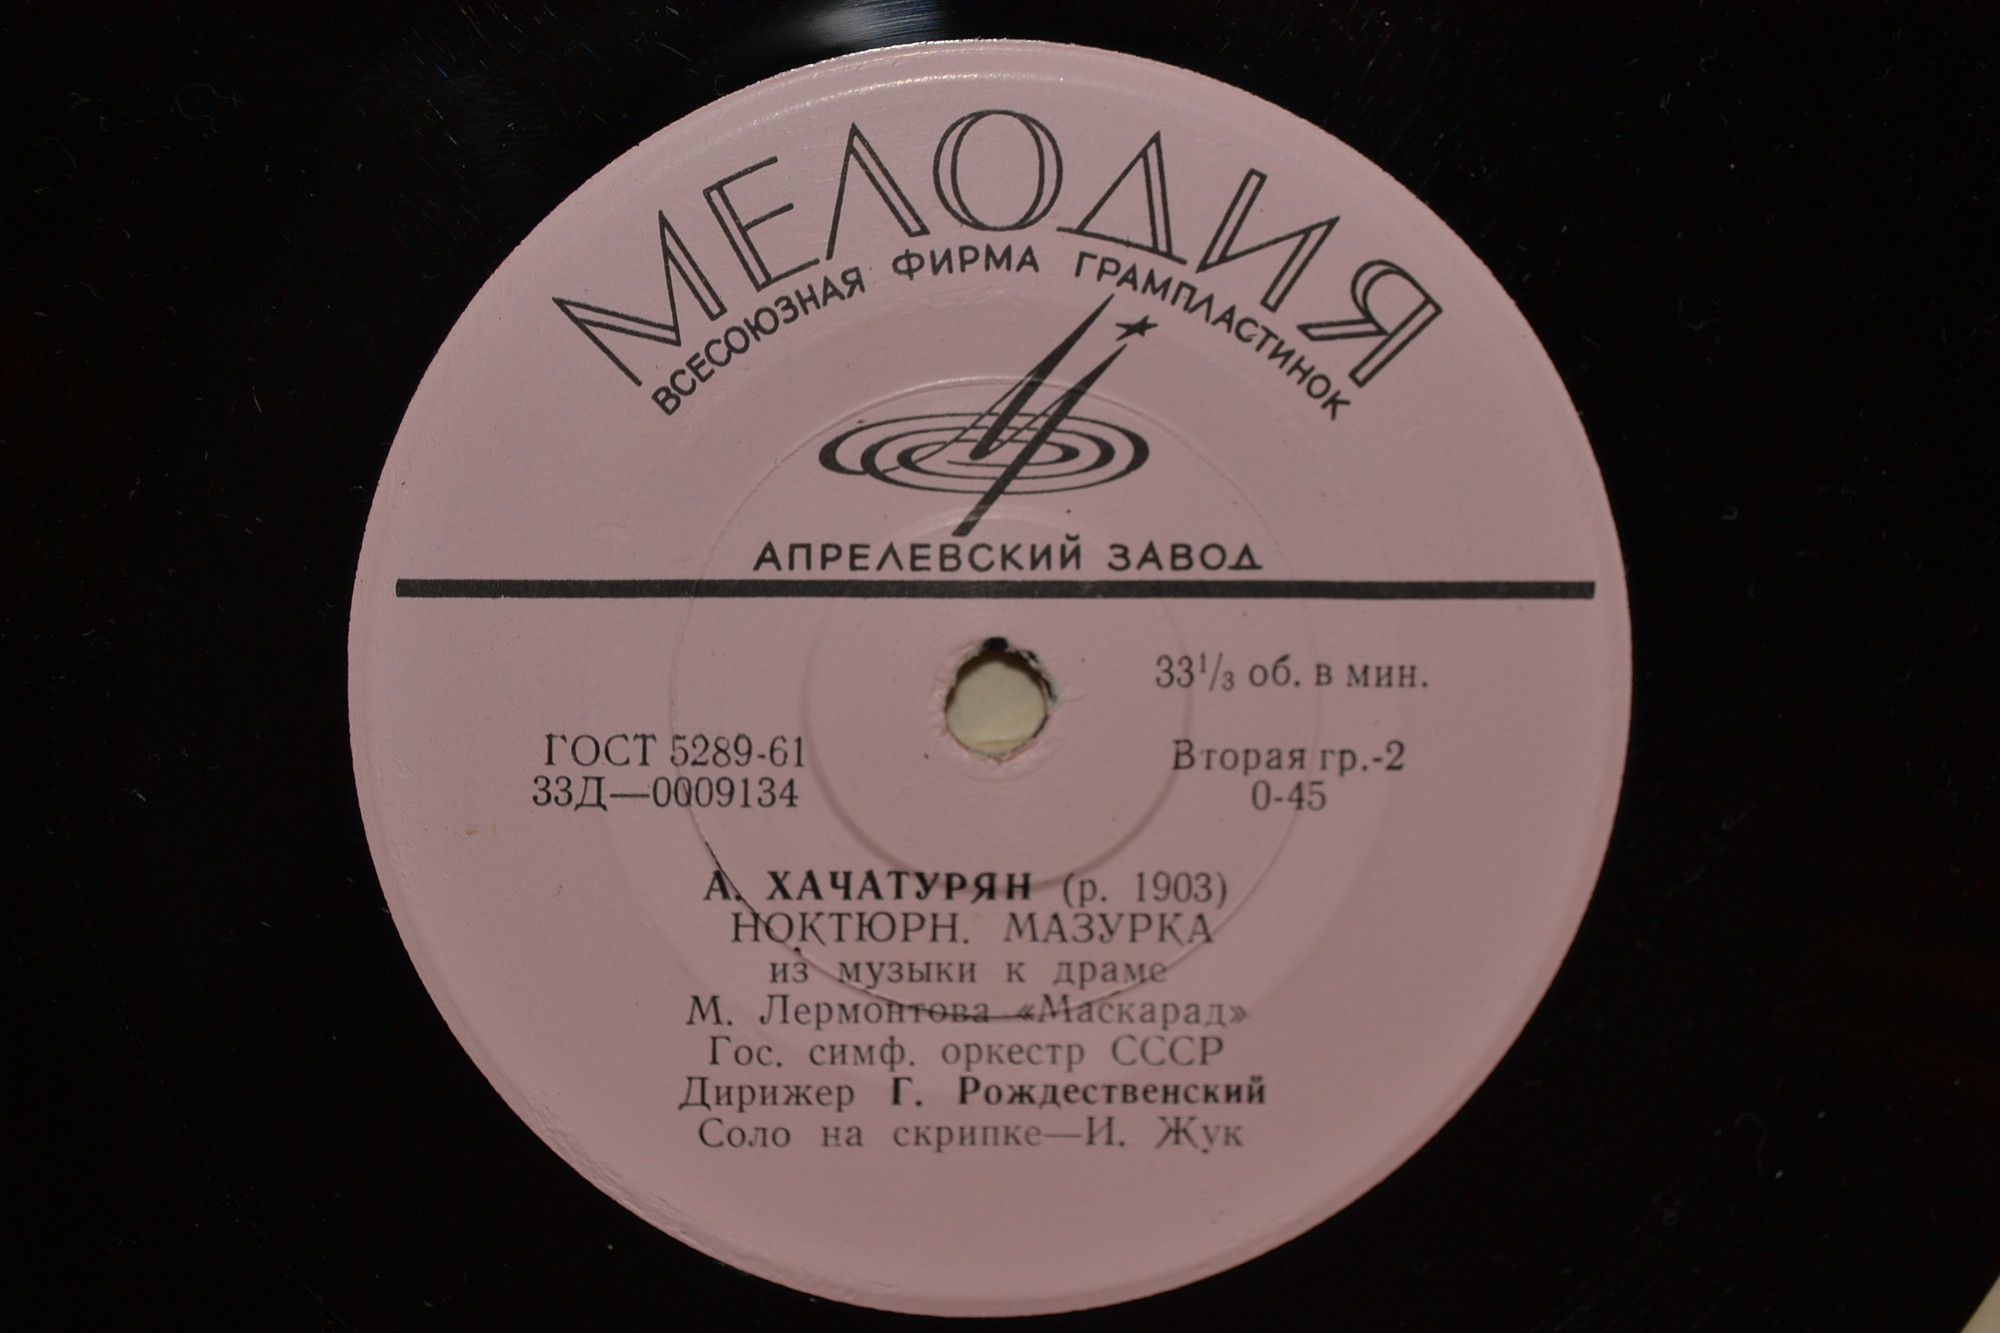 МЕЛОДИЯ
ВСЕСОЮЗНАЯ ФИРМА ГРАМПЛАСТИНОК
АПРЕЛЕВСКИЙ ЗАВОД
33¹/₃ об. в мин.
ГОСТ 5289-61
33Д—0009134
Вторая гр.-2
0-45
А. ХАЧАТУРЯН (р. 1903)
НОКТЮРН. МАЗУРКА
из музыки к драме
М. Лермонтова «Маскарад»
Гос. симф. оркестр СССР
Дирижер Г. Рождественский
Соло на скрипке—И. Жук